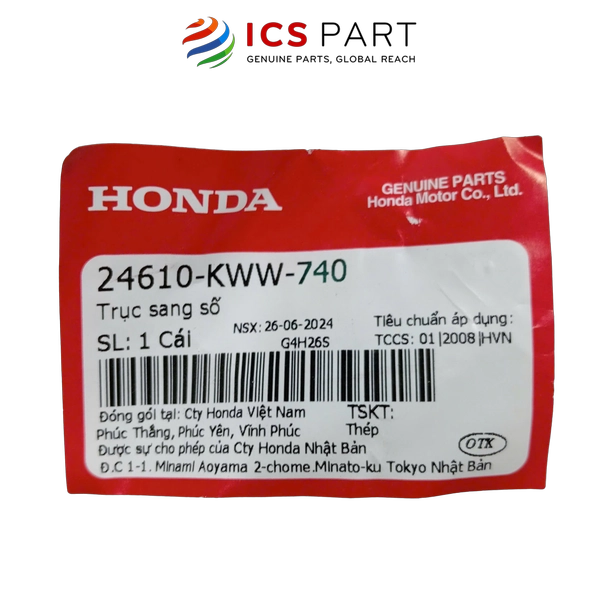 ICS PART
GENUINE PARTS, GLOBAL REACH
HONDA
GENUINE PARTS
Honda Motor Co., Ltd.
24610-KWW-740
Trục sang số
SL: 1 Cái
NSX: 26-06-2024
G4H26S
Tiêu chuẩn áp dụng:
TCCS: 01|2008|HVN
Đóng gói tại: Cty Honda Việt Nam
Phúc Thắng, Phúc Yên, Vĩnh Phúc
TSKT:
Thép
Được sự cho phép của Cty Honda Nhật Bản
Đ.C 1-1. Minami Aoyama 2-chome.Minato-ku Tokyo Nhật Bản
OTK